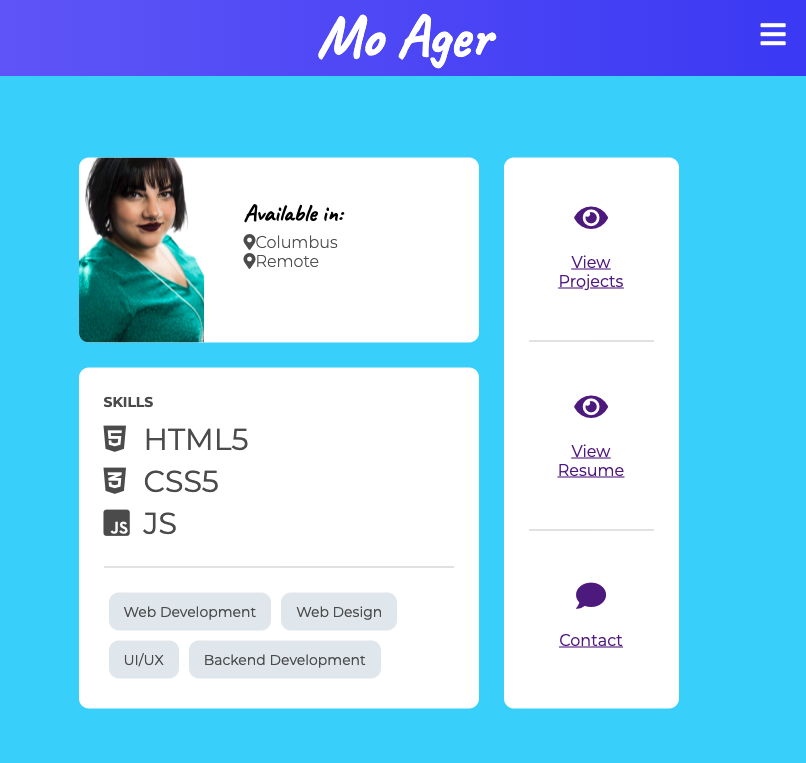 Mo Ager
Available in:
Columbus
Remote
View
Projects
SKILLS
HTML5
CSS5
JS
View
Resume
Web Development
Web Design
UI/UX
Backend Development
Contact